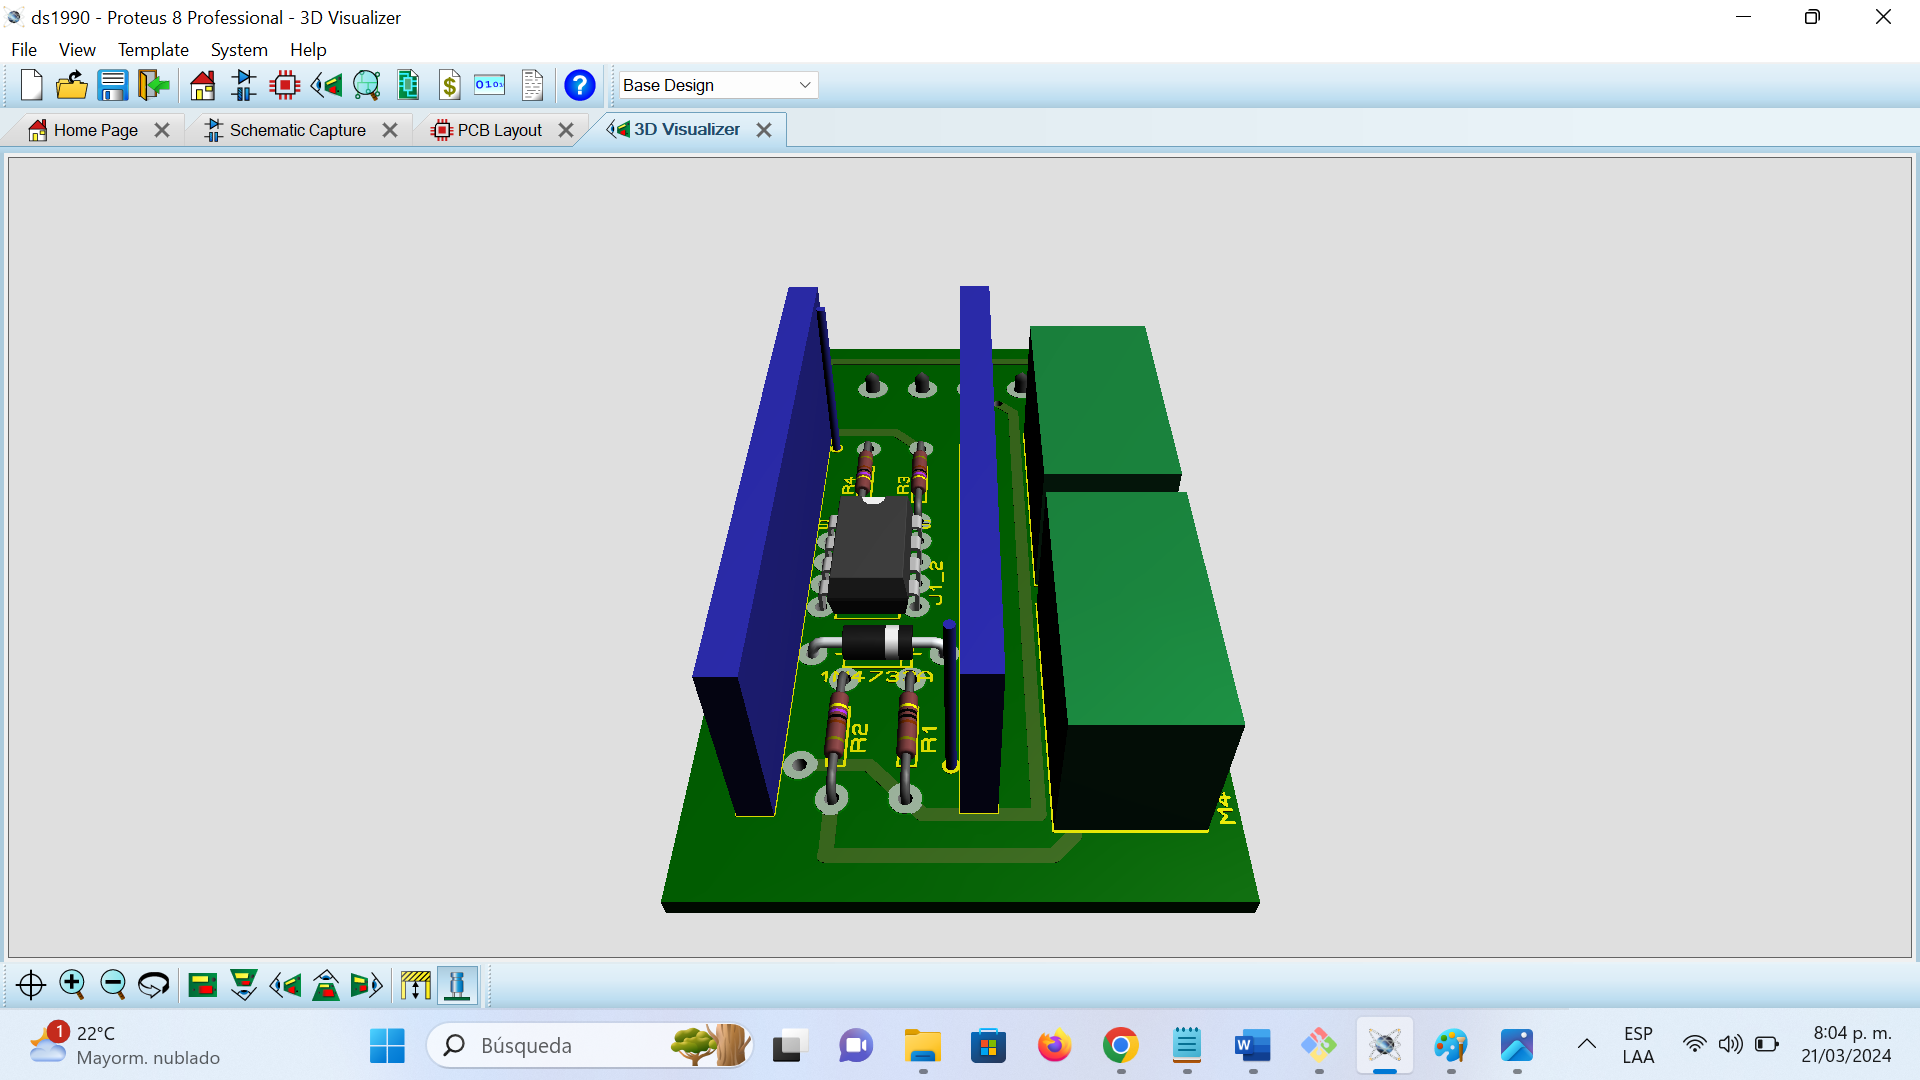 ds1990 - Proteus 8 Professional - 3D Visualizer
File View Template System Help
$ 0101 ? Base Design
Home Page Schematic Capture PCB Layout 3D Visualizer
R4 R3
J1_2
R2 R1
M4
1 22°C
Mayorm. nublado
Búsqueda
W
ESP
LAA
8:04 p. m.
21/03/2024